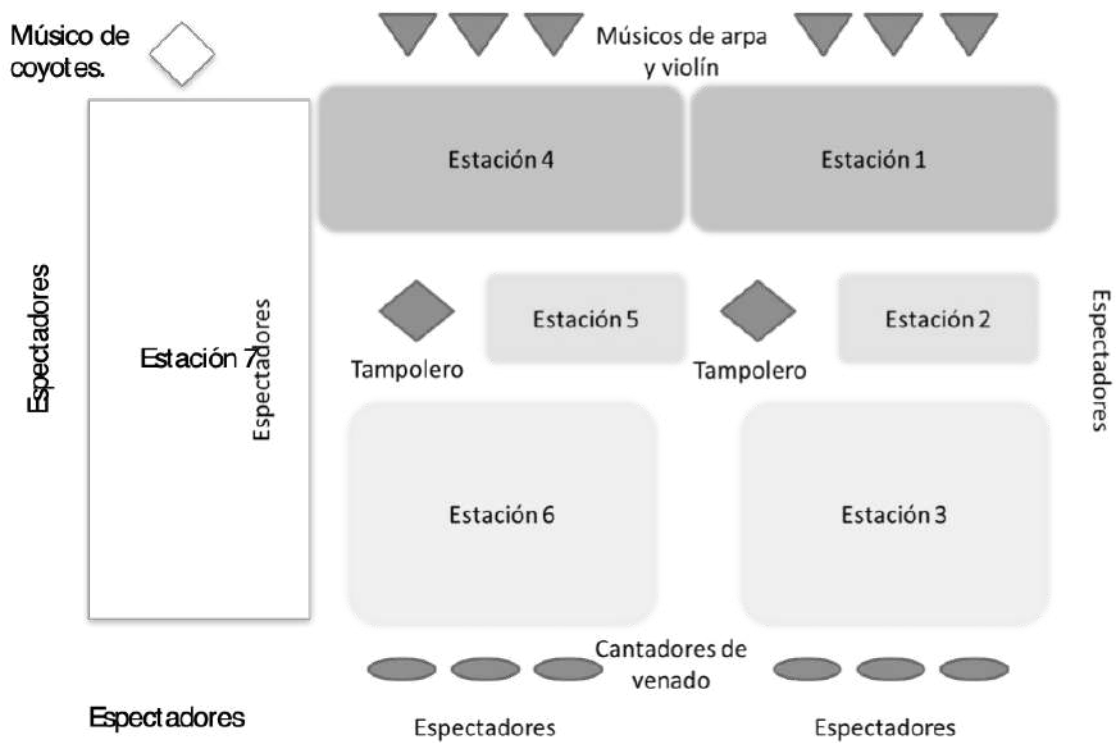 Músico de
coyotes.
Músicos de arpa
y violín
Estación 4
Estación 1
Espectadores
Estación 7
Espectadores
Tampolero
Estación 5
Tampolero
Estación 2
Espectadores
Estación 6
Estación 3
Cantadores de
venado
Espectadores
Espectadores
Espectadores